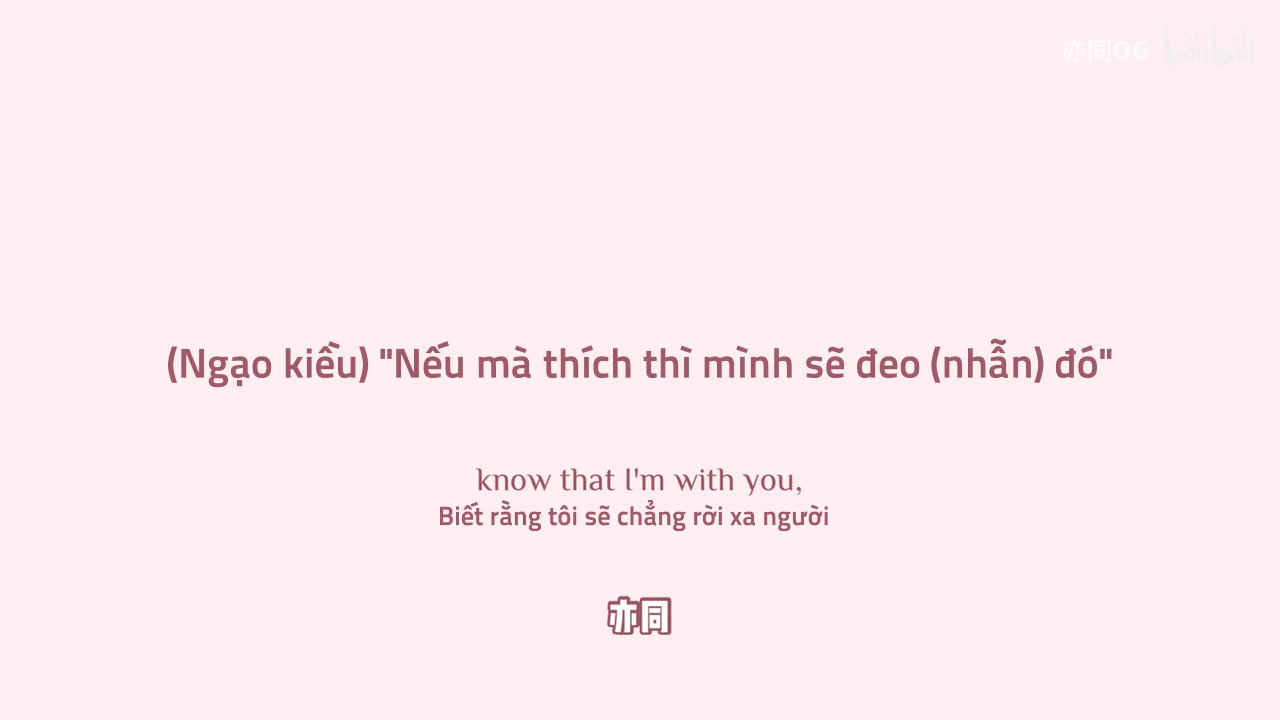 亦同OG bilibili
(Ngạo kiều) "Nếu mà thích thì mình sẽ đeo (nhẫn) đó"
know that I'm with you,
Biết rằng tôi sẽ chẳng rời xa người
亦同